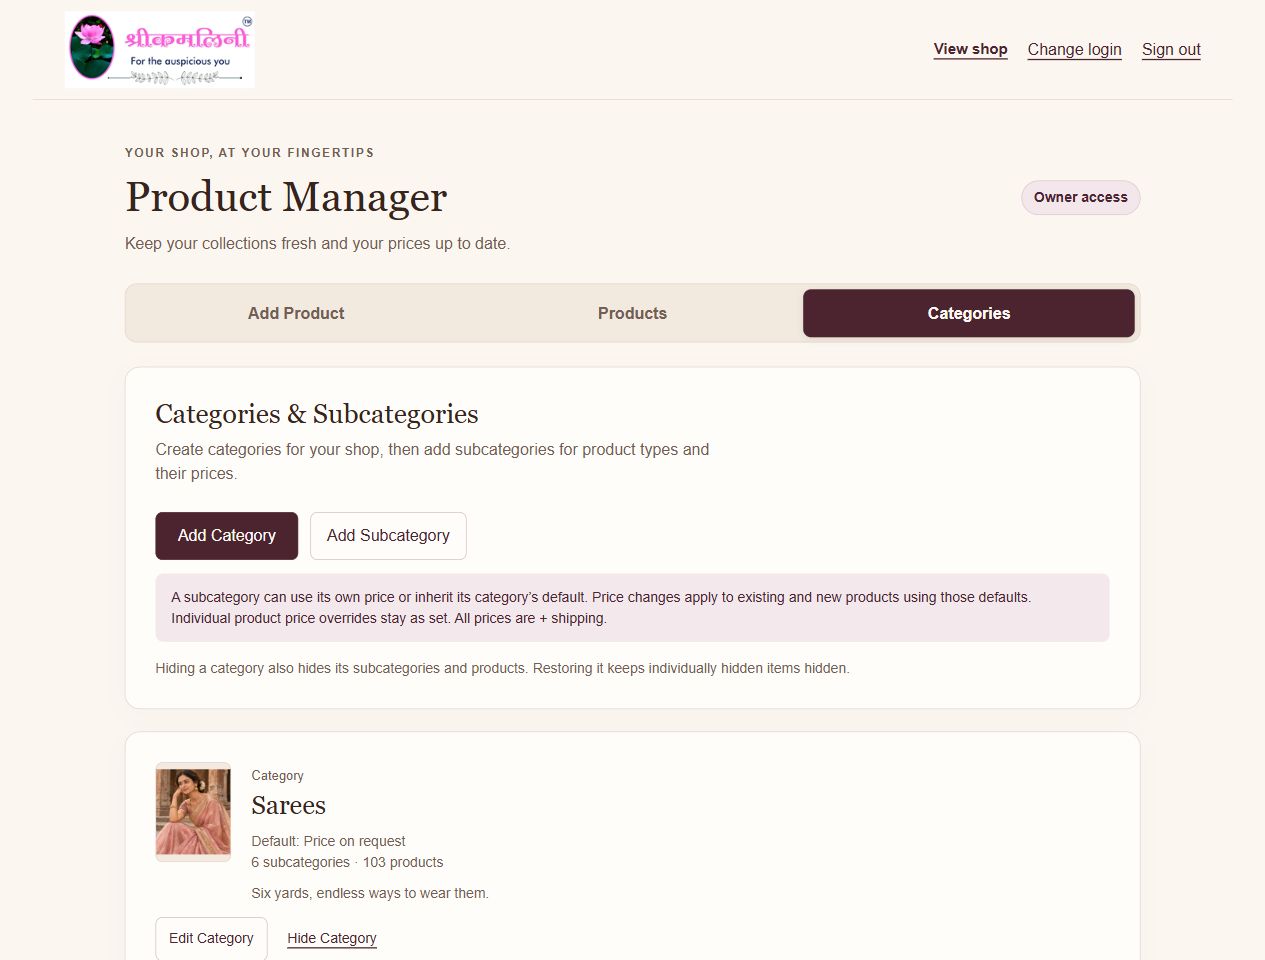 श्रीकमलिनी
TM
For the auspicious you
View shop
Change login
Sign out
YOUR SHOP, AT YOUR FINGERTIPS
Product Manager
Owner access
Keep your collections fresh and your prices up to date.
Add Product
Products
Categories
Categories & Subcategories
Create categories for your shop, then add subcategories for product types and
their prices.
Add Category
Add Subcategory
A subcategory can use its own price or inherit its category’s default. Price changes apply to existing and new products using those defaults.
Individual product price overrides stay as set. All prices are + shipping.
Hiding a category also hides its subcategories and products. Restoring it keeps individually hidden items hidden.
Category
Sarees
Default: Price on request
6 subcategories · 103 products
Six yards, endless ways to wear them.
Edit Category
Hide Category